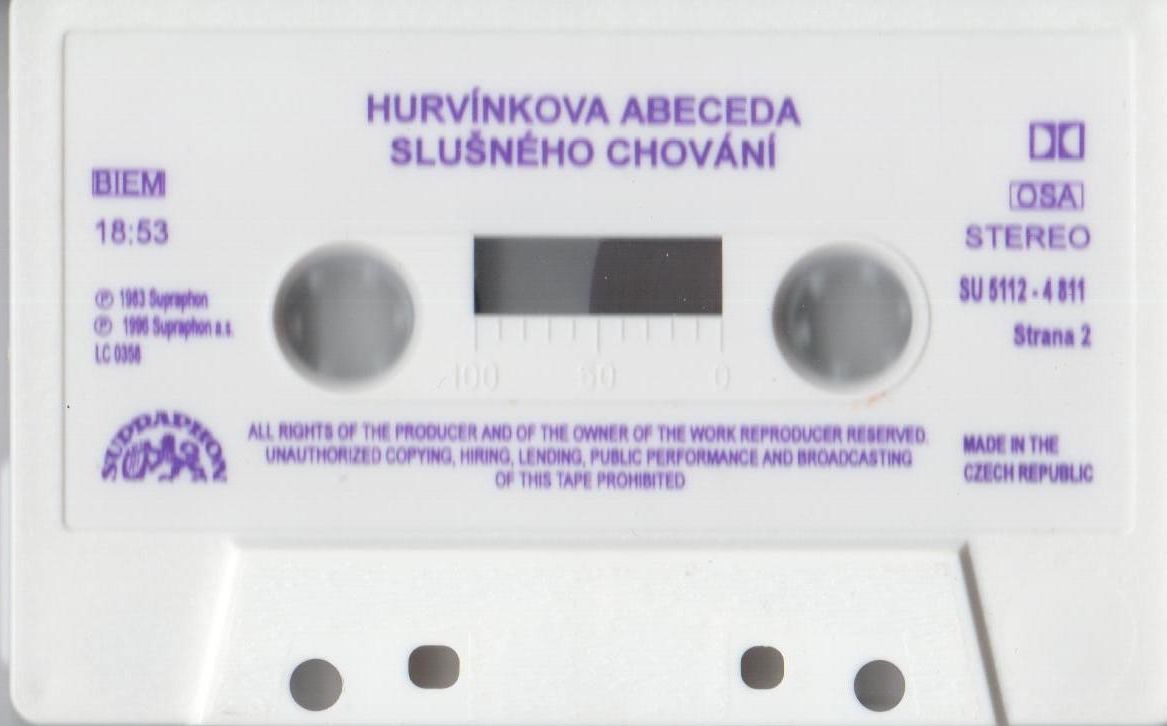 HURVÍNKOVA ABECEDA
SLUŠNÉHO CHOVÁNÍ
BIEM
18:53
Ⓟ 1983 Supraphon
Ⓟ 1996 Supraphon a.s.
LC 0358
SUPRAPHON
OSA
STEREO
SU 5112 - 4 811
Strana 2
100 50 0
ALL RIGHTS OF THE PRODUCER AND OF THE OWNER OF THE WORK REPRODUCER RESERVED.
UNAUTHORIZED COPYING, HIRING, LENDING, PUBLIC PERFORMANCE AND BROADCASTING
OF THIS TAPE PROHIBITED
MADE IN THE
CZECH REPUBLIC